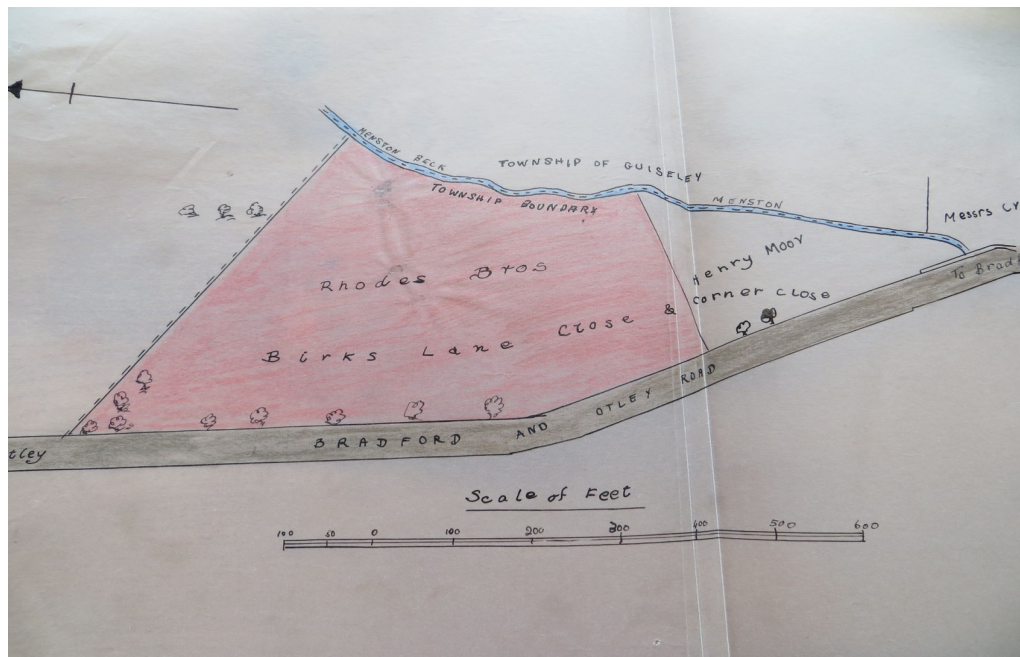 MENSTON BECK
TOWNSHIP OF GUISELEY
TOWNSHIP BOUNDARY
MENSTON
Messrs
Henry Moor
To Brad
Rhodes Bros
Corner Close
Birks Lane Close &
BRADFORD AND OTLEY ROAD
tley
Scale of Feet
100 50 0 100 200 300 400 500 600